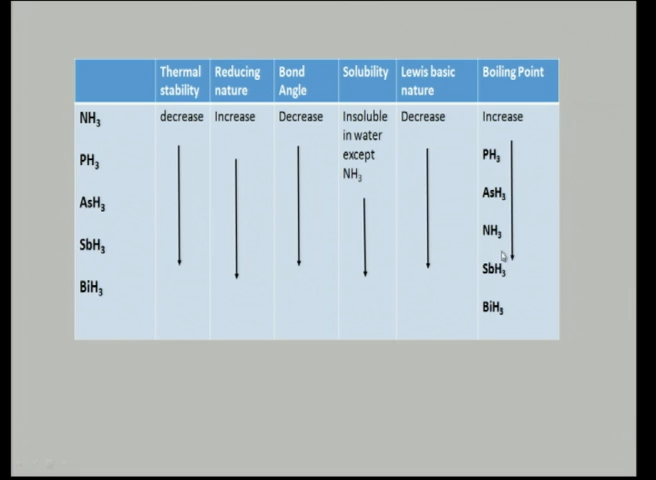 Thermal stability Reducing nature Bond Angle Solubility Lewis basic nature Boiling Point
NH₃ decrease Increase Decrease Insoluble in water except NH₃ Decrease Increase
PH₃ PH₃
AsH₃ AsH₃
SbH₃ NH₃
BiH₃ SbH₃
BiH₃